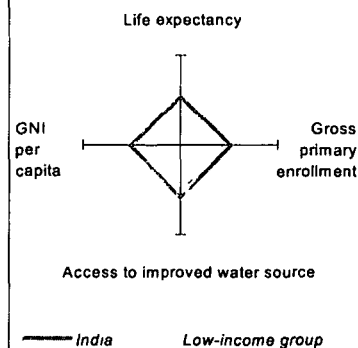 Life expectancy
GNI
per
capita
Gross
primary
enrollment
Access to improved water source
India Low-income group